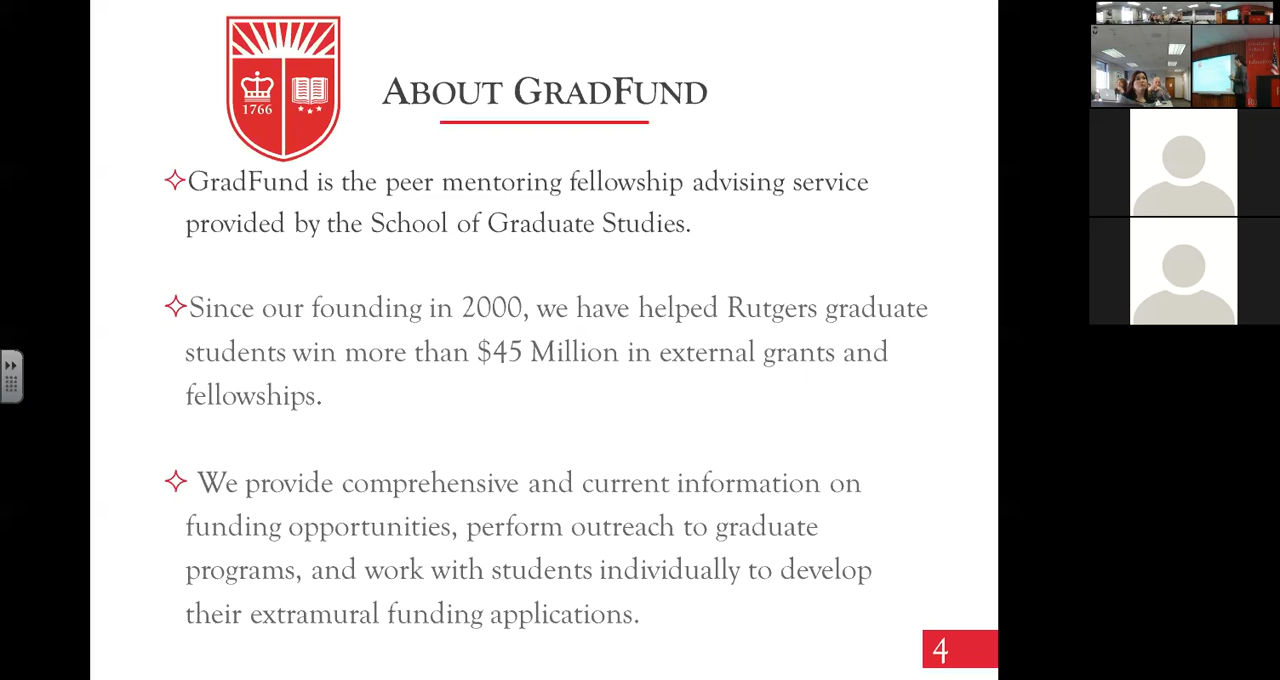 1766
ABOUT GRADFUND
GradFund is the peer mentoring fellowship advising service
provided by the School of Graduate Studies.
Since our founding in 2000, we have helped Rutgers graduate
students win more than $45 Million in external grants and
fellowships.
We provide comprehensive and current information on
funding opportunities, perform outreach to graduate
programs, and work with students individually to develop
their extramural funding applications.
4